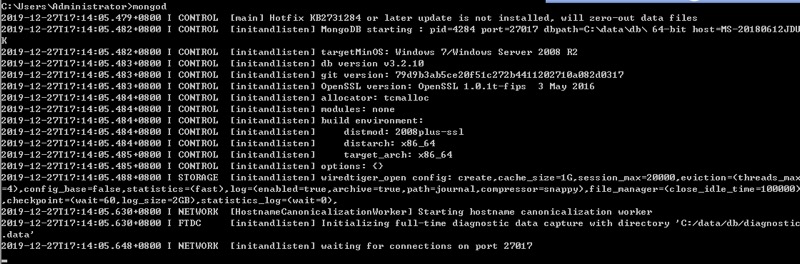 C:\Users\Administrator>mongod
2019-12-27T17:14:05.479+0800 I CONTROL  [main] Hotfix KB2731284 or later update is not installed, will zero-out data files
2019-12-27T17:14:05.482+0800 I CONTROL  [initandlisten] MongoDB starting : pid=4284 port=27017 dbpath=C:\data\db\ 64-bit host=MS-20180612JDU
K
2019-12-27T17:14:05.482+0800 I CONTROL  [initandlisten] targetMinOS: Windows 7/Windows Server 2008 R2
2019-12-27T17:14:05.483+0800 I CONTROL  [initandlisten] db version v3.2.10
2019-12-27T17:14:05.483+0800 I CONTROL  [initandlisten] git version: 79d9b3ab5ce20f51c272b4411202710a082d0317
2019-12-27T17:14:05.483+0800 I CONTROL  [initandlisten] OpenSSL version: OpenSSL 1.0.1t-fips  3 May 2016
2019-12-27T17:14:05.484+0800 I CONTROL  [initandlisten] allocator: tcmalloc
2019-12-27T17:14:05.484+0800 I CONTROL  [initandlisten] modules: none
2019-12-27T17:14:05.484+0800 I CONTROL  [initandlisten] build environment:
2019-12-27T17:14:05.484+0800 I CONTROL  [initandlisten]     distmod: 2008plus-ssl
2019-12-27T17:14:05.485+0800 I CONTROL  [initandlisten]     distarch: x86_64
2019-12-27T17:14:05.485+0800 I CONTROL  [initandlisten]     target_arch: x86_64
2019-12-27T17:14:05.485+0800 I CONTROL  [initandlisten] options: {}
2019-12-27T17:14:05.488+0800 I STORAGE  [initandlisten] wiredtiger_open config: create,cache_size=1G,session_max=20000,eviction=(threads_max
=4),config_base=false,statistics=(fast),log=(enabled=true,archive=true,path=journal,compressor=snappy),file_manager=(close_idle_time=100000)
,checkpoint=(wait=60,log_size=2GB),statistics_log=(wait=0),
2019-12-27T17:14:05.630+0800 I NETWORK  [HostnameCanonicalizationWorker] Starting hostname canonicalization worker
2019-12-27T17:14:05.630+0800 I FTDC     [initandlisten] Initializing full-time diagnostic data capture with directory 'C:/data/db/diagnostic
.data'
2019-12-27T17:14:05.648+0800 I NETWORK  [initandlisten] waiting for connections on port 27017